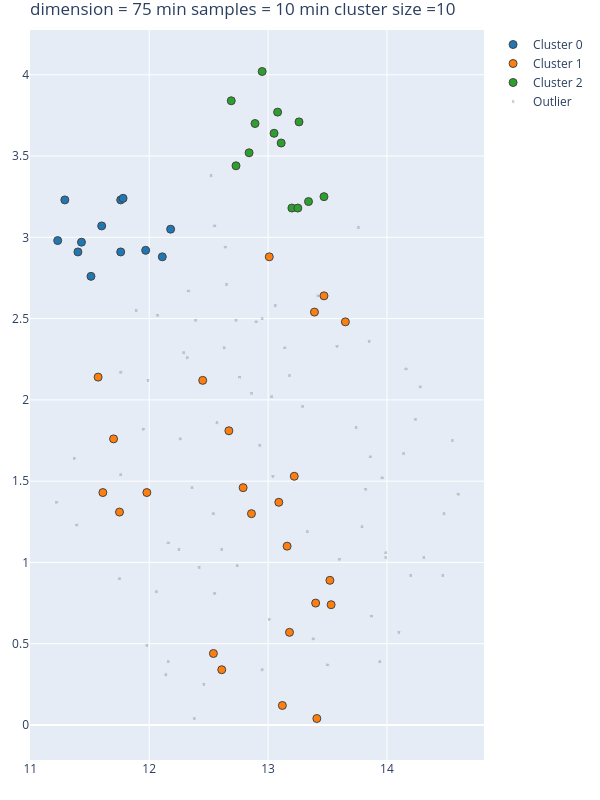 dimension = 75 min samples = 10 min cluster size =10
Cluster 0
Cluster 1
Cluster 2
Outlier
4
3.5
3
2.5
2
1.5
1
0.5
0
11 12 13 14